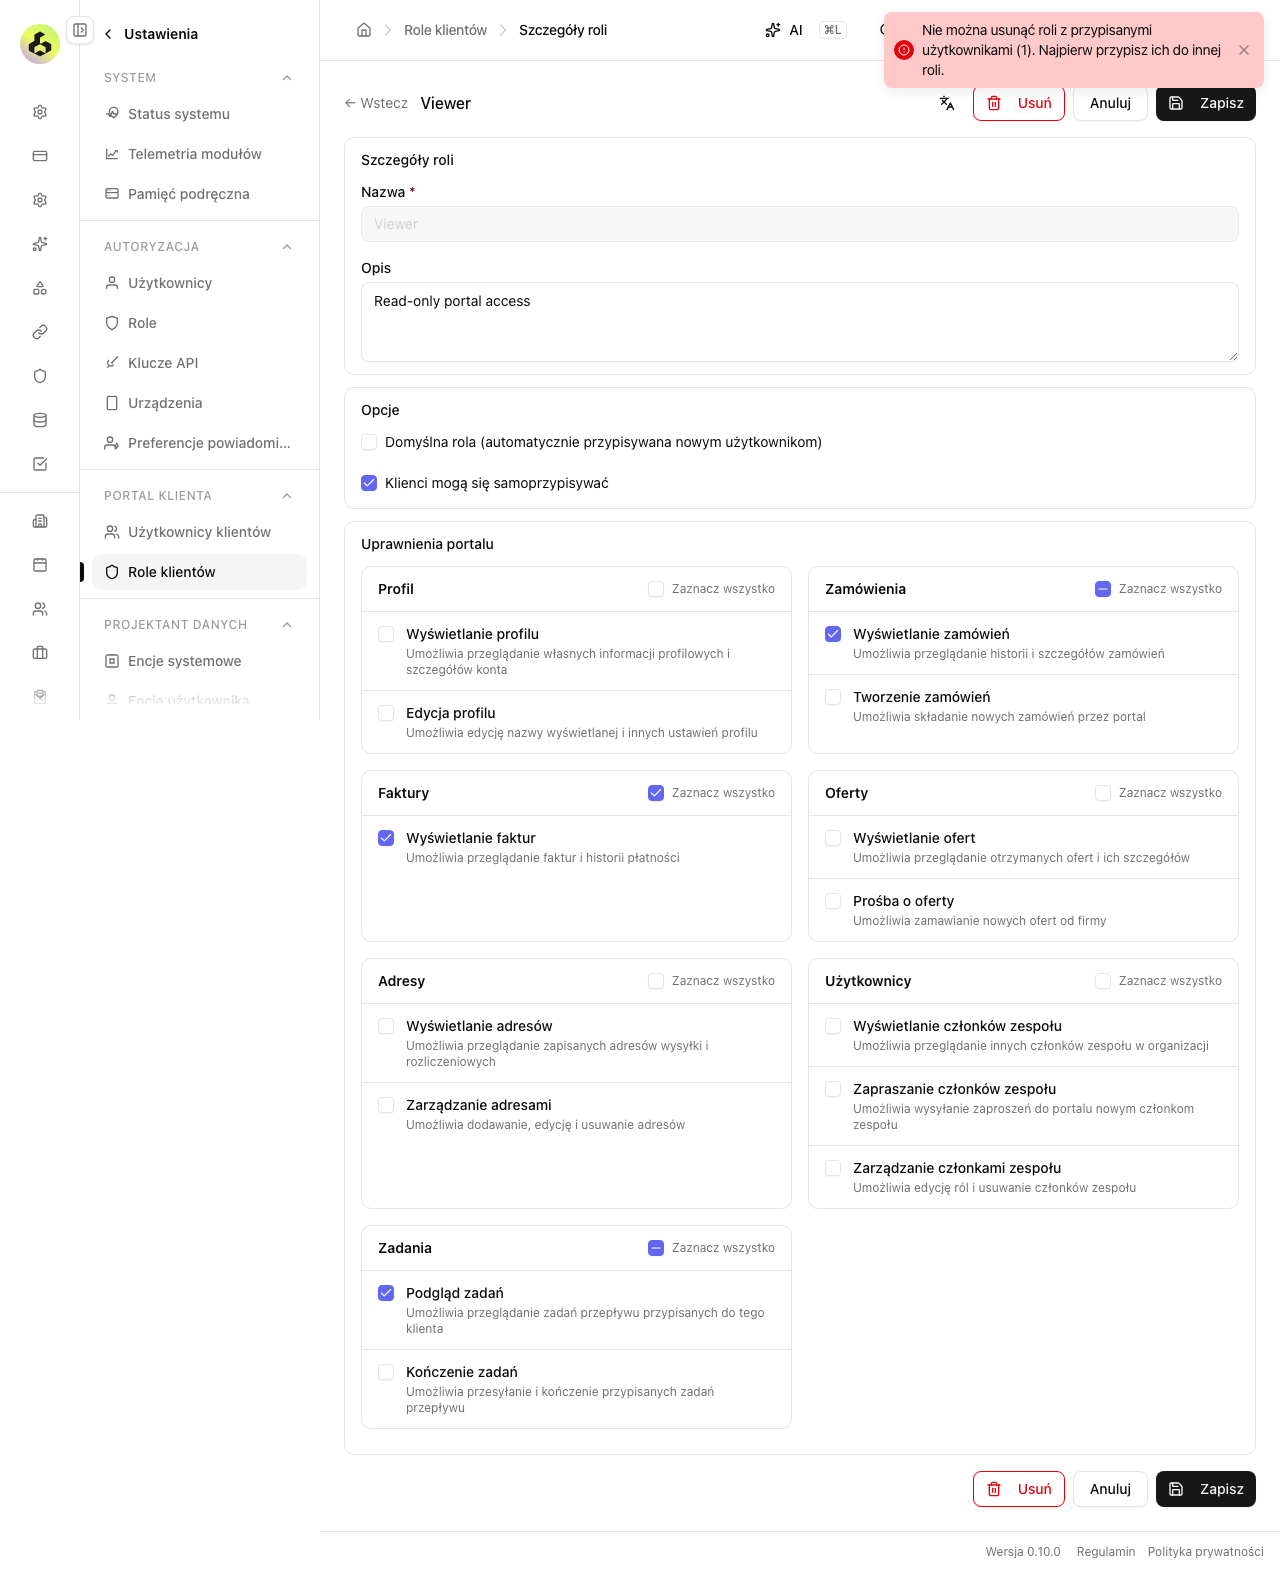 Ustawienia
SYSTEM
Status systemu
Telemetria modułów
Pamięć podręczna
AUTORYZACJA
Użytkownicy
Role
Klucze API
Urządzenia
Preferencje powiadomi...
PORTAL KLIENTA
Użytkownicy klientów
Role klientów
PROJEKTANT DANYCH
Encje systemowe
Encje użytkownika
Role klientów
Szczegóły roli
AI
⌘L
Nie można usunąć roli z przypisanymi
użytkownikami (1). Najpierw przypisz ich do innej
roli.
← Wstecz
Viewer
Usuń
Anuluj
Zapisz
Szczegóły roli
Nazwa *
Viewer
Opis
Read-only portal access
Opcje
Domyślna rola (automatycznie przypisywana nowym użytkownikom)
Klienci mogą się samoprzypisywać
Uprawnienia portalu
Profil
Zaznacz wszystko
Wyświetlanie profilu
Umożliwia przeglądanie własnych informacji profilowych i
szczegółów konta
Edycja profilu
Umożliwia edycję nazwy wyświetlanej i innych ustawień profilu
Zamówienia
Zaznacz wszystko
Wyświetlanie zamówień
Umożliwia przeglądanie historii i szczegółów zamówień
Tworzenie zamówień
Umożliwia składanie nowych zamówień przez portal
Faktury
Zaznacz wszystko
Wyświetlanie faktur
Umożliwia przeglądanie faktur i historii płatności
Oferty
Zaznacz wszystko
Wyświetlanie ofert
Umożliwia przeglądanie otrzymanych ofert i ich szczegółów
Prośba o oferty
Umożliwia zamawianie nowych ofert od firmy
Adresy
Zaznacz wszystko
Wyświetlanie adresów
Umożliwia przeglądanie zapisanych adresów wysyłki i
rozliczeniowych
Zarządzanie adresami
Umożliwia dodawanie, edycję i usuwanie adresów
Użytkownicy
Zaznacz wszystko
Wyświetlanie członków zespołu
Umożliwia przeglądanie innych członków zespołu w organizacji
Zapraszanie członków zespołu
Umożliwia wysyłanie zaproszeń do portalu nowym członkom
zespołu
Zarządzanie członkami zespołu
Umożliwia edycję ról i usuwanie członków zespołu
Zadania
Zaznacz wszystko
Podgląd zadań
Umożliwia przeglądanie zadań przepływu przypisanych do tego
klienta
Kończenie zadań
Umożliwia przesyłanie i kończenie przypisanych zadań
przepływu
Usuń
Anuluj
Zapisz
Wersja 0.10.0
Regulamin
Polityka prywatności